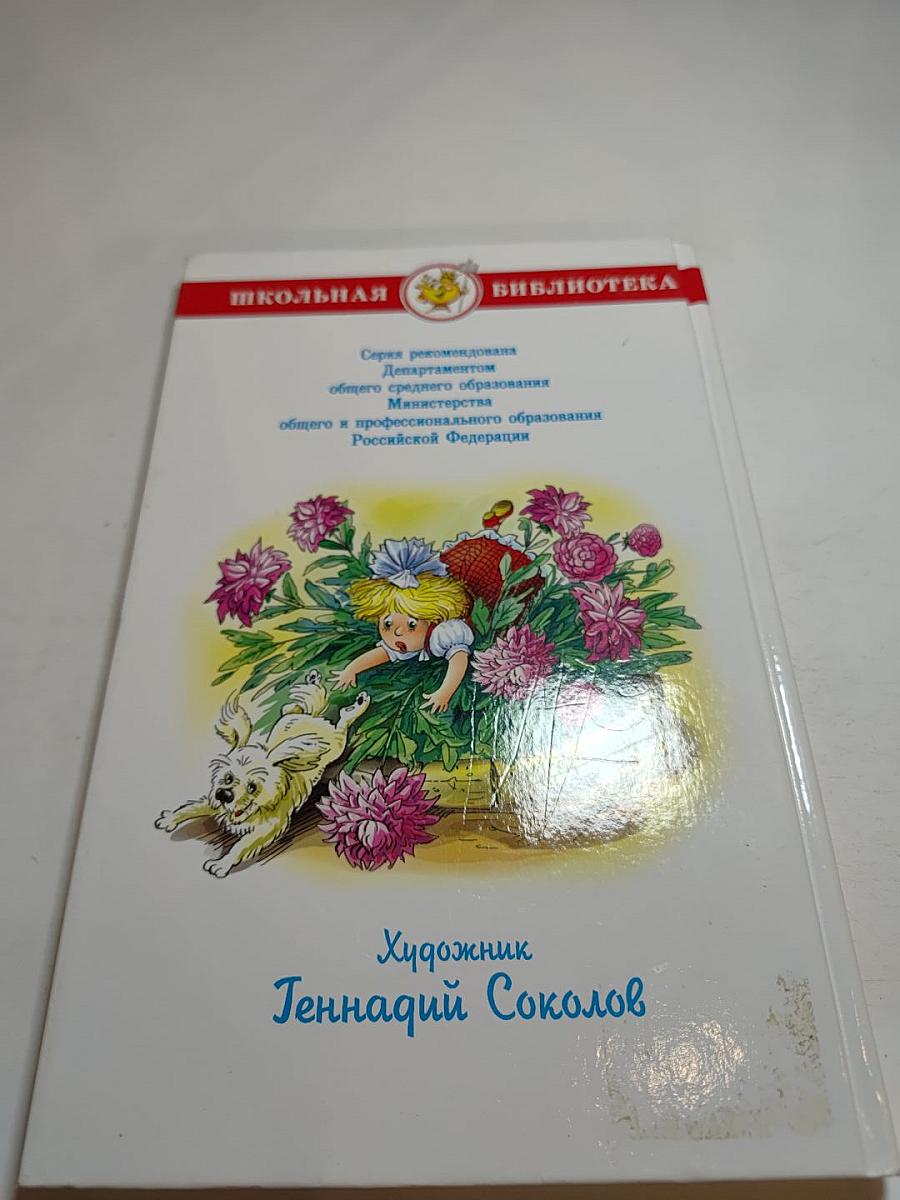 ШКОЛЬНАЯ БИБЛИОТЕКА
Серия рекомендована
Департаментом
общего среднего образования
Министерства
общего и профессионального образования
Российской Федерации
Художник
Геннадий Соколов